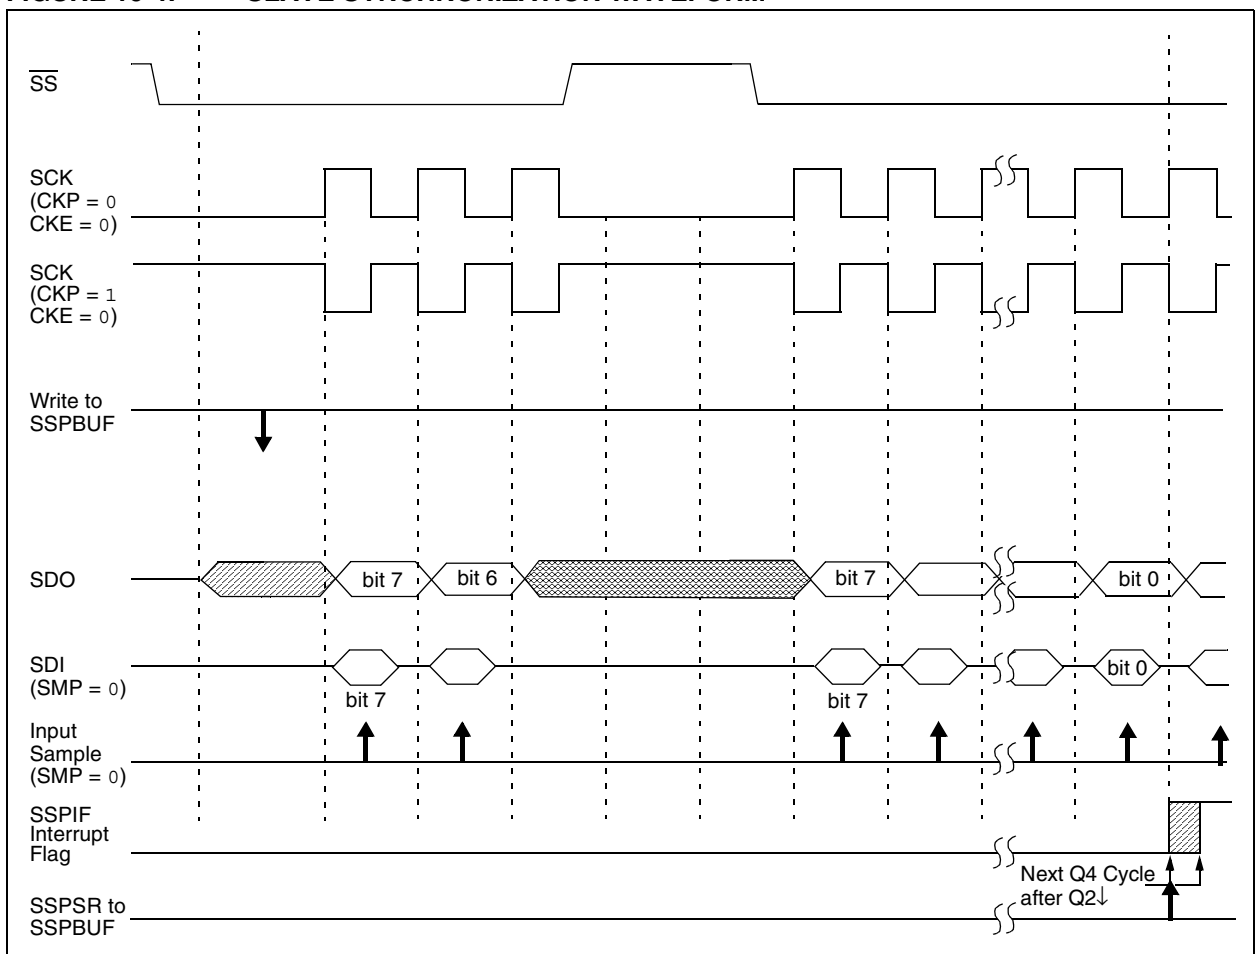 SS
SCK
(CKP = 0
CKE = 0)
SCK
(CKP = 1
CKE = 0)
Write to
SSPBUF
SDO
bit 7
bit 6
bit 7
bit 0
SDI
(SMP = 0)
bit 7
bit 7
bit 0
Input
Sample
(SMP = 0)
SSPIF
Interrupt
Flag
Next Q4 Cycle
after Q2↓
SSPSR to
SSPBUF